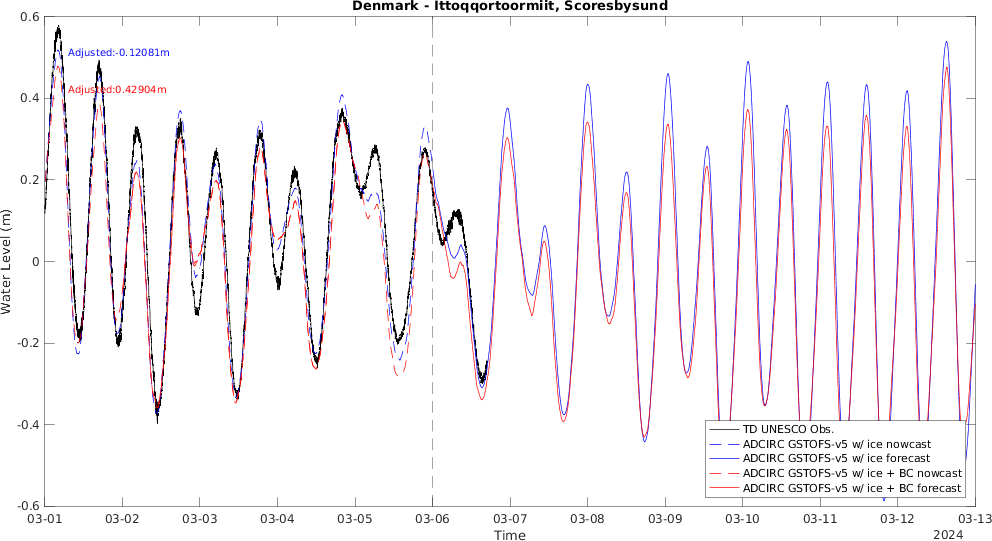 Denmark - Ittoqqortoormiit, Scoresbysund
0.6
Adjusted:-0.12081m
Adjusted:0.42904m
0.4
0.2
0
-0.2
-0.4
-0.6
Water Level (m)
TD UNESCO Obs.
ADCIRC GSTOFS-v5 w/ ice nowcast
ADCIRC GSTOFS-v5 w/ ice forecast
ADCIRC GSTOFS-v5 w/ ice + BC nowcast
ADCIRC GSTOFS-v5 w/ ice + BC forecast
03-01 03-02 03-03 03-04 03-05 03-06 03-07 03-08 03-09 03-10 03-11 03-12 03-13
Time
2024